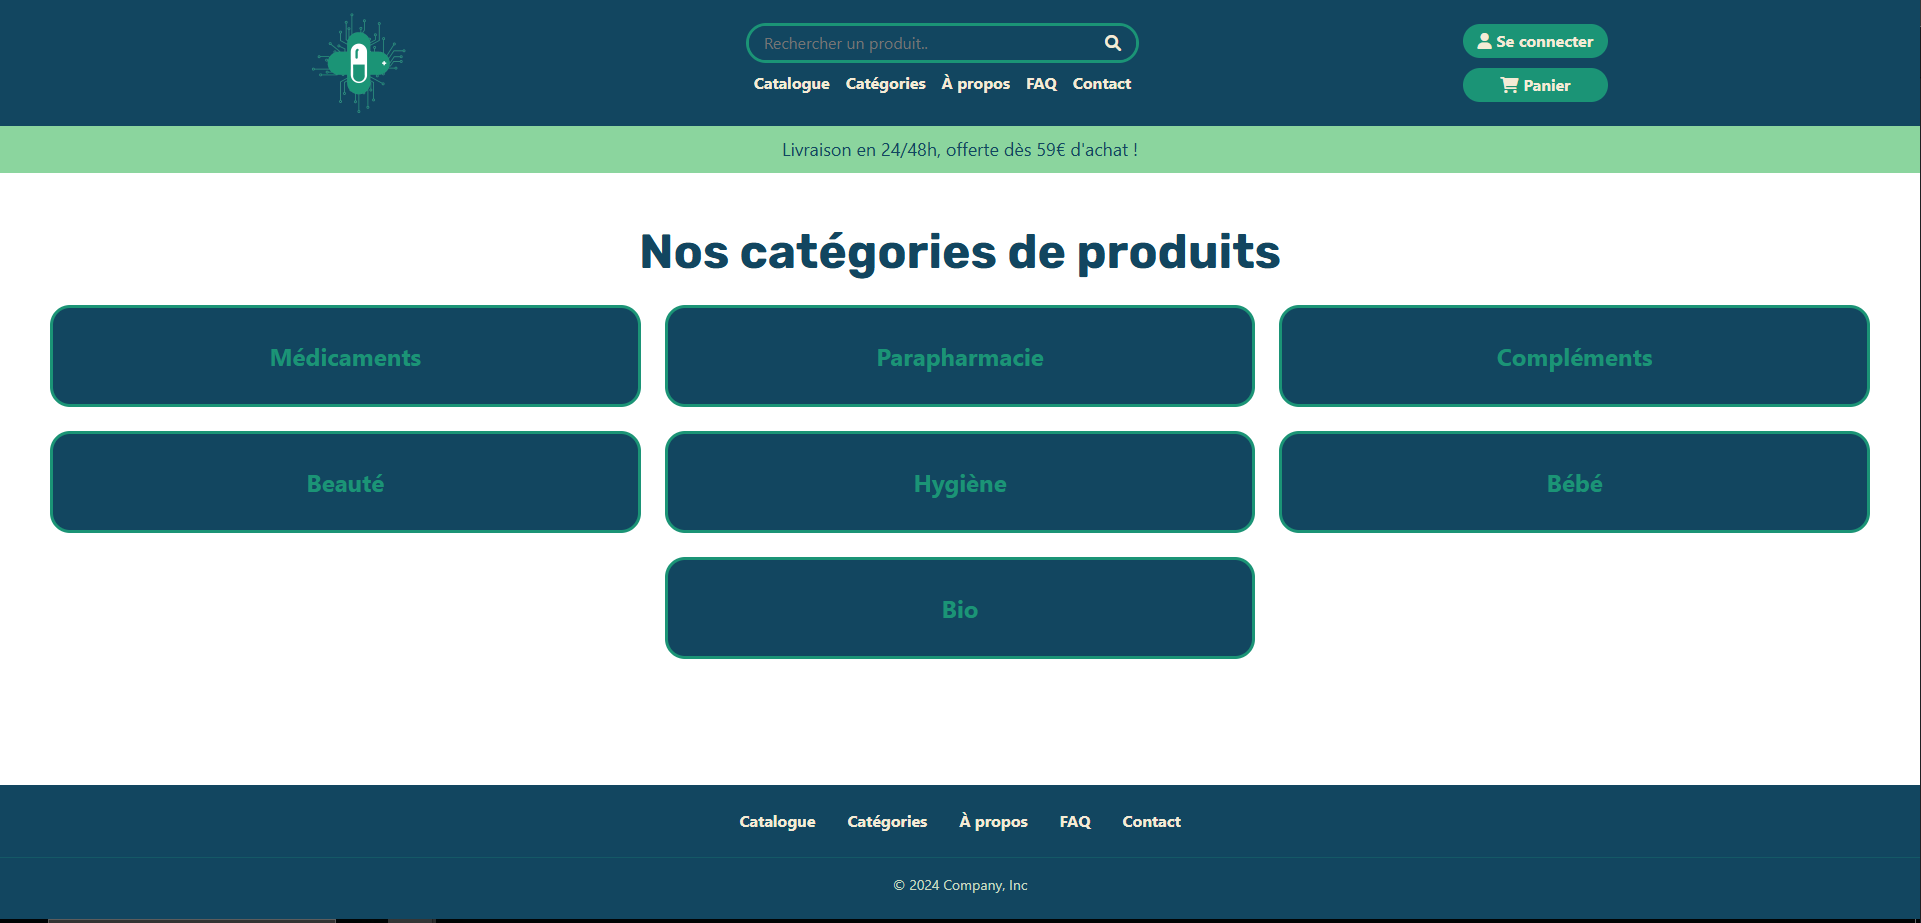 Rechercher un produit..
Catalogue Catégories À propos FAQ Contact
Se connecter
Panier
Livraison en 24/48h, offerte dès 59€ d'achat !
Nos catégories de produits
Médicaments
Parapharmacie
Compléments
Beauté
Hygiène
Bébé
Bio
Catalogue Catégories À propos FAQ Contact
© 2024 Company, Inc